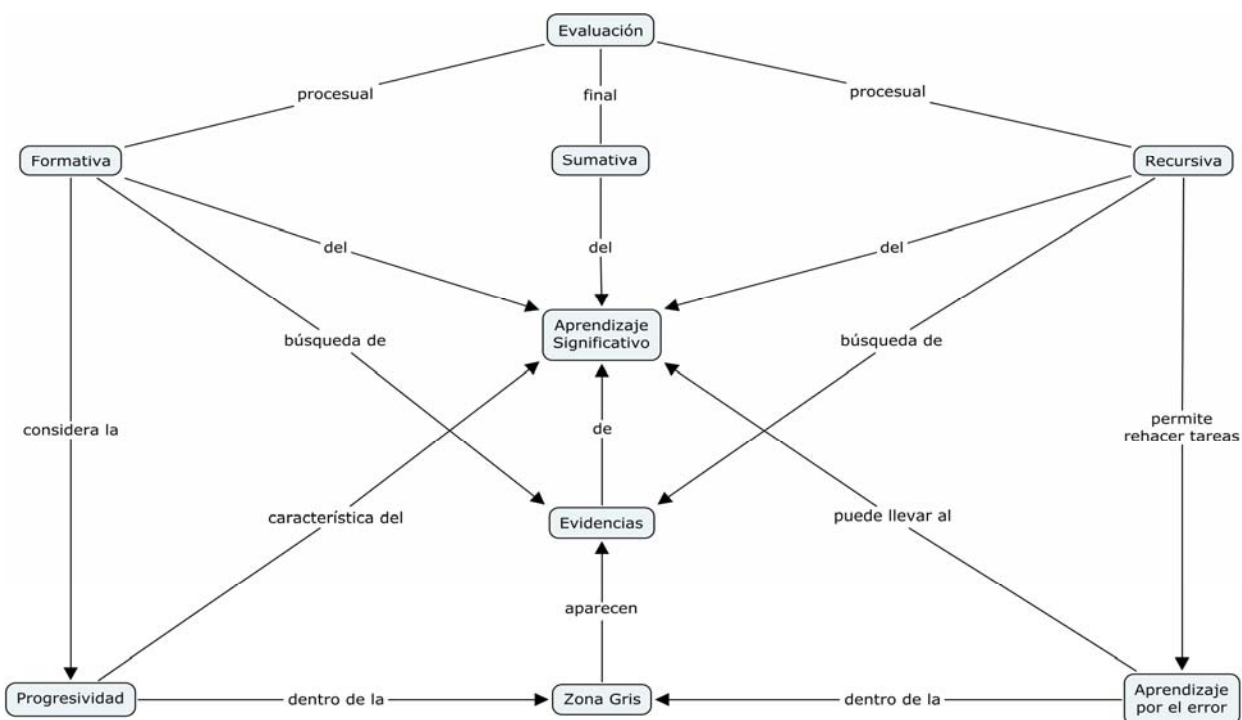 Evaluación
procesual
final
procesual
Formativa
Sumativa
Recursiva
del
del
del
Aprendizaje
Significativo
búsqueda de
búsqueda de
considera la
de
permite
rehacer tareas
característica del
Evidencias
puede llevar al
aparecen
Progresividad
dentro de la
Zona Gris
dentro de la
Aprendizaje
por el error